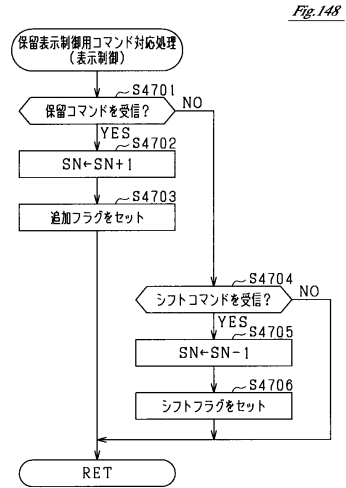 Fig.148
保留表示制御用コマンド対応処理
(表示制御)
S4701
保留コマンドを受信?
NO
YES
S4702
SN←SN+1
S4703
追加フラグをセット
S4704
シフトコマンドを受信?
NO
YES
S4705
SN←SN-1
S4706
シフトフラグをセット
RET